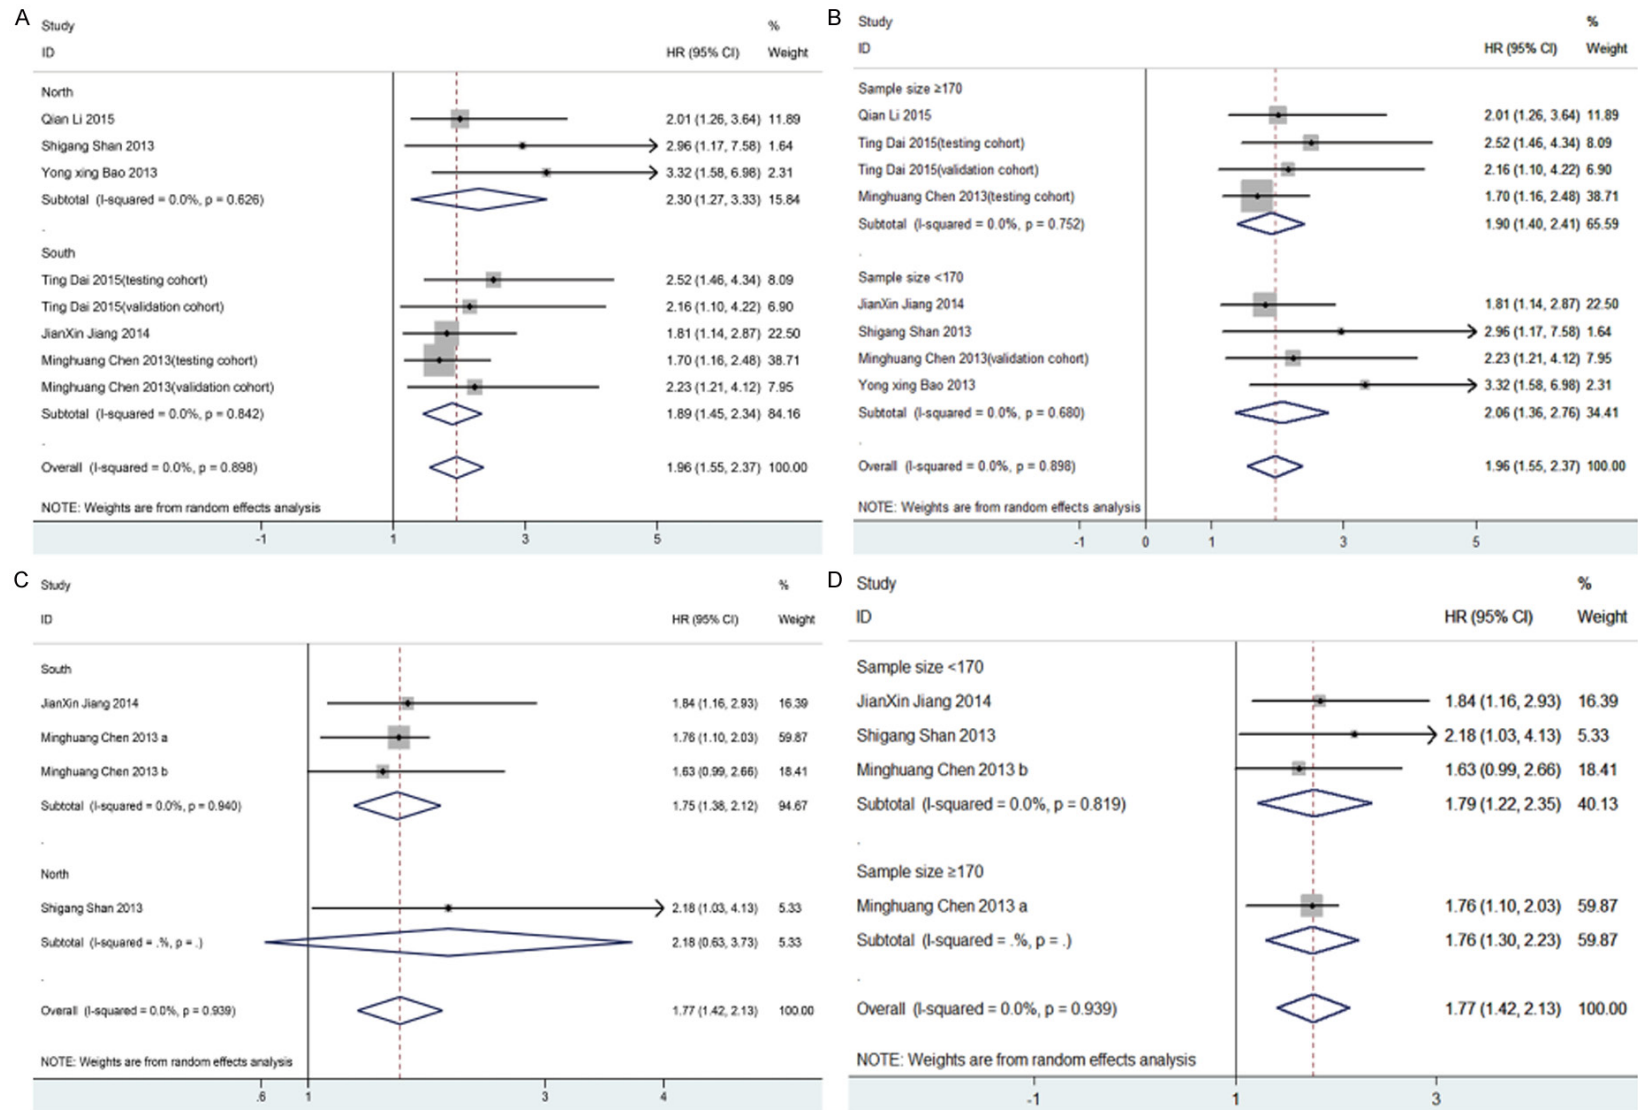 A
Study %
ID HR (95% CI) Weight
North
Qian Li 2015 2.01 (1.26, 3.64) 11.89
Shigang Shan 2013 2.96 (1.17, 7.58) 1.64
Yong xing Bao 2013 3.32 (1.58, 6.98) 2.31
Subtotal (I-squared = 0.0%, p = 0.626) 2.30 (1.27, 3.33) 15.84
.
South
Ting Dai 2015(testing cohort) 2.52 (1.46, 4.34) 8.09
Ting Dai 2015(validation cohort) 2.16 (1.10, 4.22) 6.90
JianXin Jiang 2014 1.81 (1.14, 2.87) 22.50
Minghuang Chen 2013(testing cohort) 1.70 (1.16, 2.48) 38.71
Minghuang Chen 2013(validation cohort) 2.23 (1.21, 4.12) 7.95
Subtotal (I-squared = 0.0%, p = 0.842) 1.89 (1.45, 2.34) 84.16
.
Overall (I-squared = 0.0%, p = 0.898) 1.96 (1.55, 2.37) 100.00
NOTE: Weights are from random effects analysis
-1 1 3 5
B
Study %
ID HR (95% CI) Weight
Sample size ≥170
Qian Li 2015 2.01 (1.26, 3.64) 11.89
Ting Dai 2015(testing cohort) 2.52 (1.46, 4.34) 8.09
Ting Dai 2015(validation cohort) 2.16 (1.10, 4.22) 6.90
Minghuang Chen 2013(testing cohort) 1.70 (1.16, 2.48) 38.71
Subtotal (I-squared = 0.0%, p = 0.752) 1.90 (1.40, 2.41) 65.59
.
Sample size <170
JianXin Jiang 2014 1.81 (1.14, 2.87) 22.50
Shigang Shan 2013 2.96 (1.17, 7.58) 1.64
Minghuang Chen 2013(validation cohort) 2.23 (1.21, 4.12) 7.95
Yong xing Bao 2013 3.32 (1.58, 6.98) 2.31
Subtotal (I-squared = 0.0%, p = 0.680) 2.06 (1.36, 2.76) 34.41
.
Overall (I-squared = 0.0%, p = 0.898) 1.96 (1.55, 2.37) 100.00
NOTE: Weights are from random effects analysis
-1 0 1 3 5
C
Study %
ID HR (95% CI) Weight
South
JianXin Jiang 2014 1.84 (1.16, 2.93) 16.39
Minghuang Chen 2013 a 1.76 (1.10, 2.03) 59.87
Minghuang Chen 2013 b 1.63 (0.99, 2.66) 18.41
Subtotal (I-squared = 0.0%, p = 0.940) 1.75 (1.38, 2.12) 94.67
.
North
Shigang Shan 2013 2.18 (1.03, 4.13) 5.33
Subtotal (I-squared = .%, p = .) 2.18 (0.63, 3.73) 5.33
.
Overall (I-squared = 0.0%, p = 0.939) 1.77 (1.42, 2.13) 100.00
NOTE: Weights are from random effects analysis
.6 1 3 4
D
Study %
ID HR (95% CI) Weight
Sample size <170
JianXin Jiang 2014 1.84 (1.16, 2.93) 16.39
Shigang Shan 2013 2.18 (1.03, 4.13) 5.33
Minghuang Chen 2013 b 1.63 (0.99, 2.66) 18.41
Subtotal (I-squared = 0.0%, p = 0.819) 1.79 (1.22, 2.35) 40.13
.
Sample size ≥170
Minghuang Chen 2013 a 1.76 (1.10, 2.03) 59.87
Subtotal (I-squared = .%, p = .) 1.76 (1.30, 2.23) 59.87
.
Overall (I-squared = 0.0%, p = 0.939) 1.77 (1.42, 2.13) 100.00
NOTE: Weights are from random effects analysis
-1 1 3